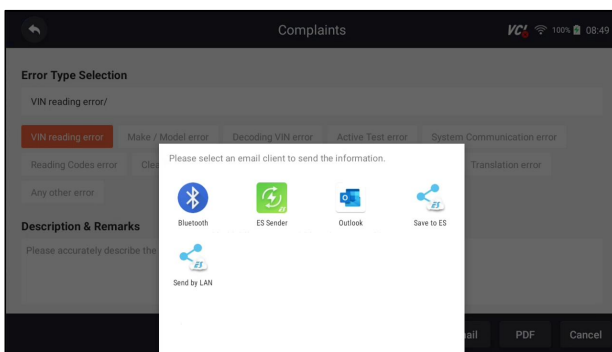 Complaints
VCI 100% 08:49
Error Type Selection
VIN reading error/
VIN reading error Make / Model error Decoding VIN error Active Test error System Communication error
Reading Codes error Translation error
Any other error
Please select an email client to send the information.
Bluetooth ES Sender Outlook Save to ES
Send by LAN
Description & Remarks
Please accurately describe the
PDF Cancel